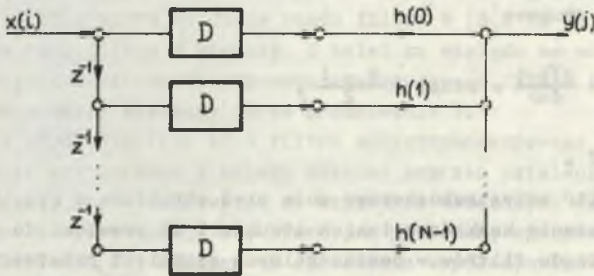 x(i) D h(0) y(j)
z⁻¹
D h(1)
z⁻¹
z⁻¹
D h(N-1)